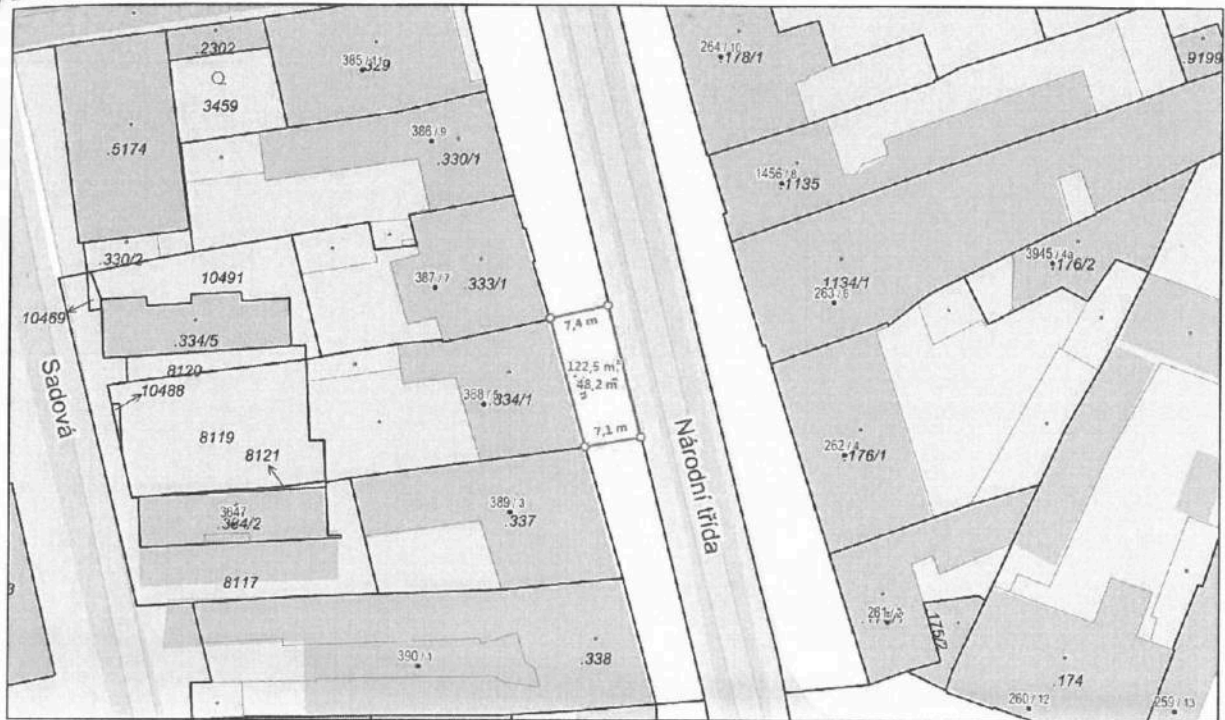 .2302
385 / 11
.329
264 / 10
.178/1
.9199
3459
.5174
386 / 9
.330/1
1456 / 8
.1135
330/2
10491
387 / 7
.333/1
3945 / 4a
.176/2
1134/1
263 / 6
10469
.334/5
7,4 m
8120
10488
122,5 m²
48,2 m
388 / 5
.334/1
Sadová
8119
8121
7,1 m
Národní třída
262 / 4
.176/1
3647
389 / 3
.337
8117
175/2
390 / 1
.338
.174
260 / 12
259 / 13